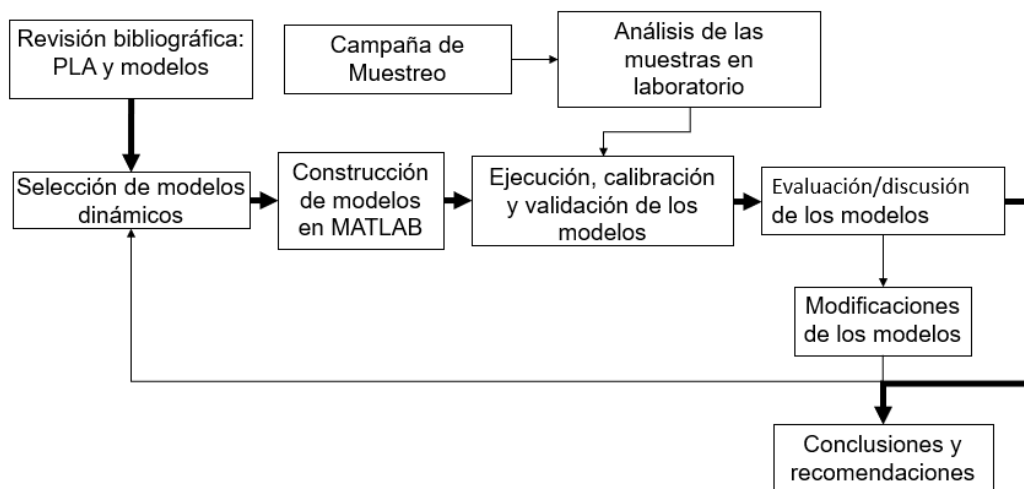 Revisión bibliográfica:
PLA y modelos
Campaña de
Muestreo
Análisis de las
muestras en
laboratorio
Selección de modelos
dinámicos
Construcción
de modelos
en MATLAB
Ejecución, calibración
y validación de los
modelos
Evaluación/discusión
de los modelos
Modificaciones
de los modelos
Conclusiones y
recomendaciones